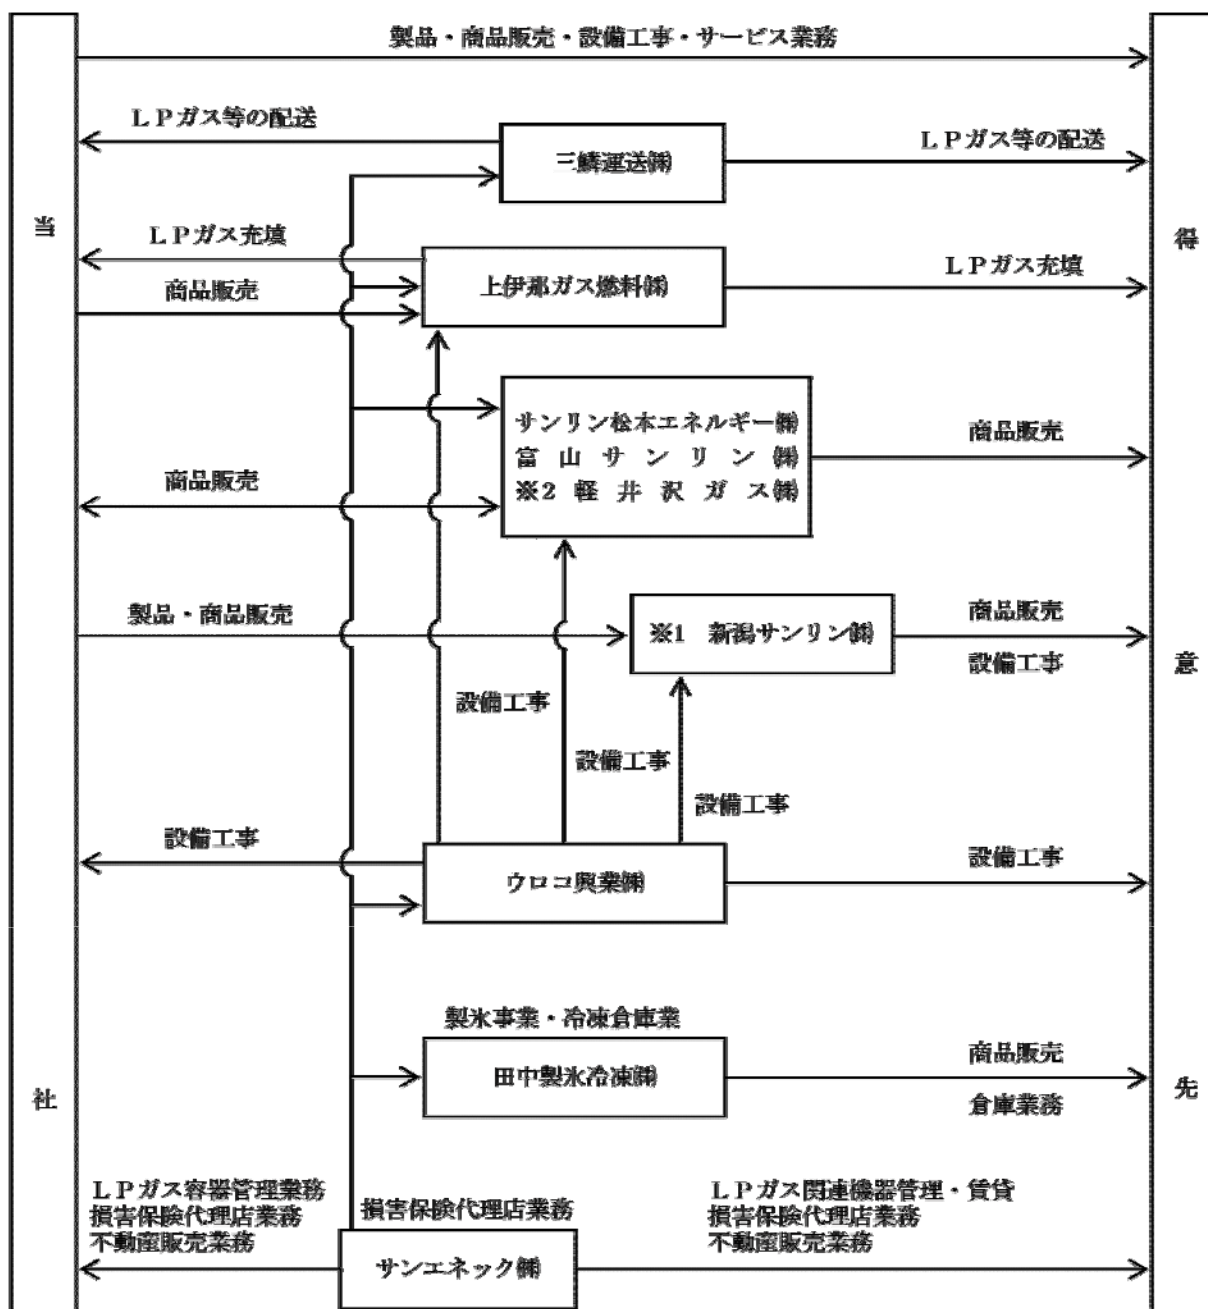 製品・商品販売・設備工事・サービス業務
ＬＰガス等の配送
三鱗運送㈱
ＬＰガス等の配送
当
得
ＬＰガス充填
上伊那ガス燃料㈱
ＬＰガス充填
商品販売
サンリン松本エネルギー㈱
富山サンリン㈱
※2 軽井沢ガス㈱
商品販売
商品販売
製品・商品販売
※1 新潟サンリン㈱
商品販売
設備工事
意
設備工事
設備工事
設備工事
設備工事
ウロコ興業㈱
設備工事
製氷事業・冷凍倉庫業
田中製氷冷凍㈱
商品販売
倉庫業務
社
先
ＬＰガス容器管理業務
損害保険代理店業務
不動産販売業務
損害保険代理店業務
サンエネック㈱
ＬＰガス関連機器管理・賃貸
損害保険代理店業務
不動産販売業務